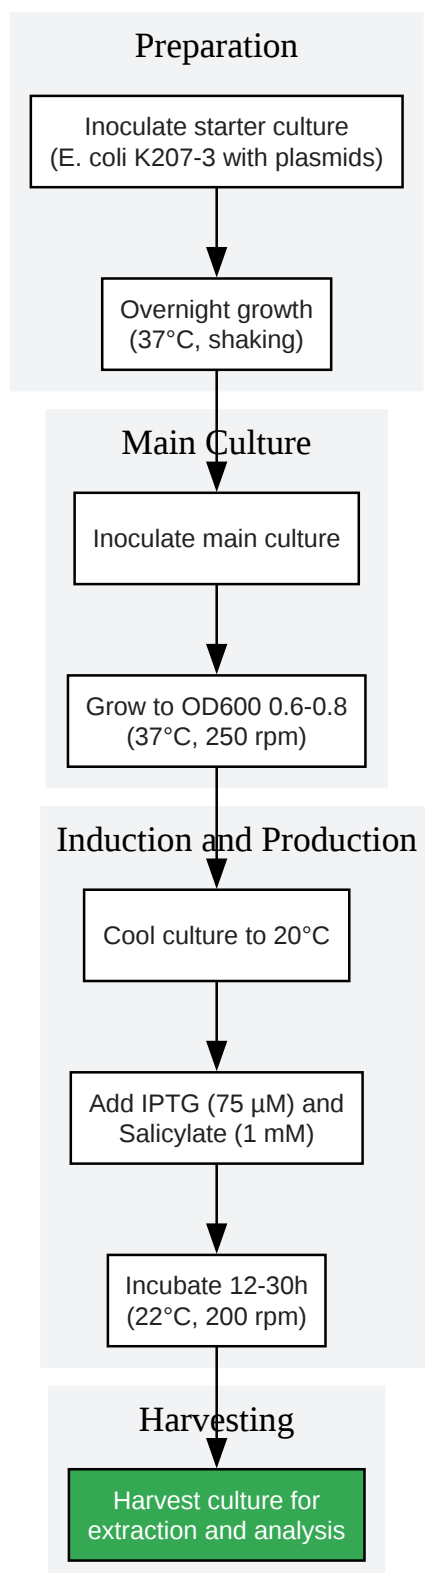 Preparation
Inoculate starter culture
(E. coli K207-3 with plasmids)
Overnight growth
(37°C, shaking)
Main Culture
Inoculate main culture
Grow to OD600 0.6-0.8
(37°C, 250 rpm)
Induction and Production
Cool culture to 20°C
Add IPTG (75 µM) and
Salicylate (1 mM)
Incubate 12-30h
(22°C, 200 rpm)
Harvesting
Harvest culture for
extraction and analysis